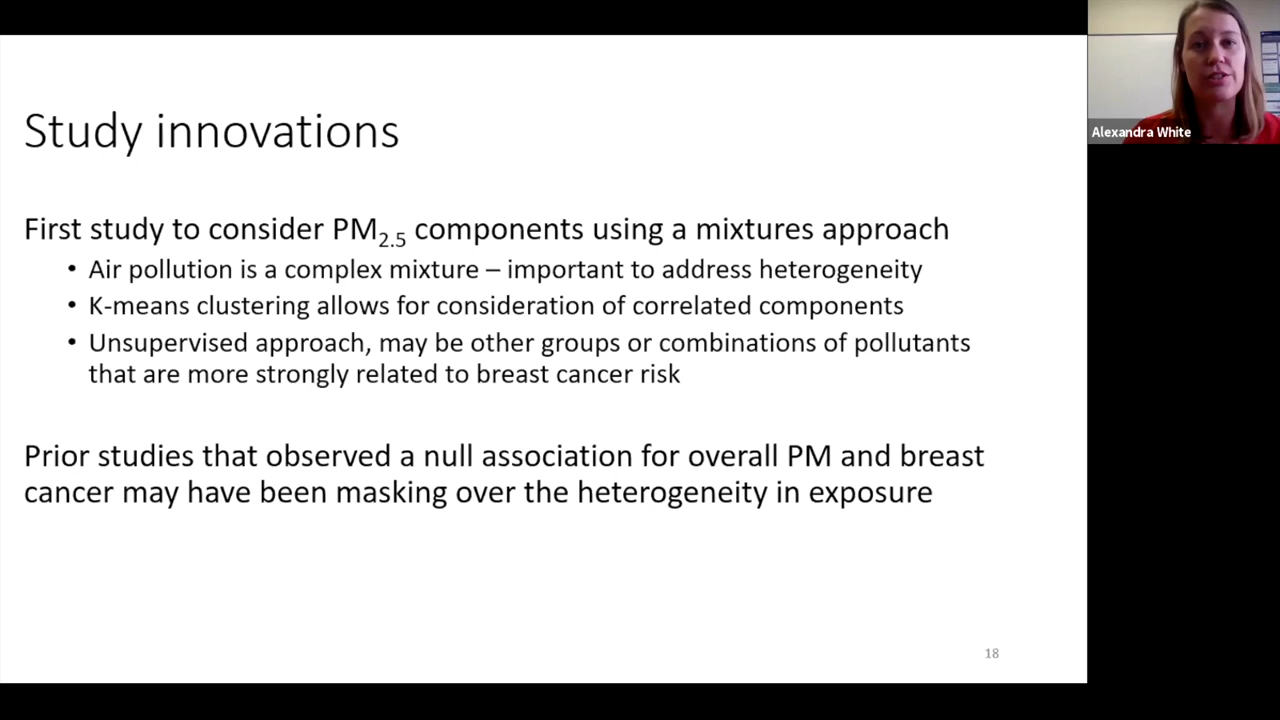 Study innovations
First study to consider PM2.5 components using a mixtures approach
• Air pollution is a complex mixture – important to address heterogeneity
• K-means clustering allows for consideration of correlated components
• Unsupervised approach, may be other groups or combinations of pollutants
that are more strongly related to breast cancer risk
Prior studies that observed a null association for overall PM and breast
cancer may have been masking over the heterogeneity in exposure
18
Alexandra White